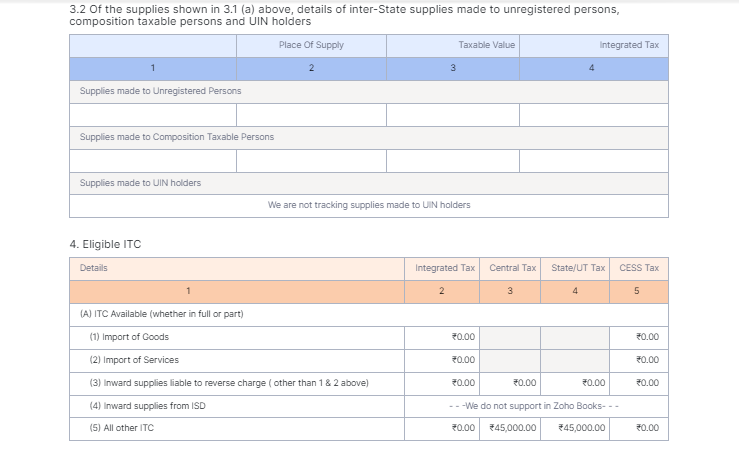 3.2 Of the supplies shown in 3.1 (a) above, details of inter-State supplies made to unregistered persons,
composition taxable persons and UIN holders
Place Of Supply Taxable Value Integrated Tax
1 2 3 4
Supplies made to Unregistered Persons
Supplies made to Composition Taxable Persons
Supplies made to UIN holders
We are not tracking supplies made to UIN holders
4. Eligible ITC
Details Integrated Tax Central Tax State/UT Tax CESS Tax
1 2 3 4 5
(A) ITC Available (whether in full or part)
(1) Import of Goods ₹0.00 ₹0.00
(2) Import of Services ₹0.00 ₹0.00
(3) Inward supplies liable to reverse charge ( other than 1 & 2 above) ₹0.00 ₹0.00 ₹0.00 ₹0.00
(4) Inward supplies from ISD - - -We do not support in Zoho Books- - -
(5) All other ITC ₹0.00 ₹45,000.00 ₹45,000.00 ₹0.00